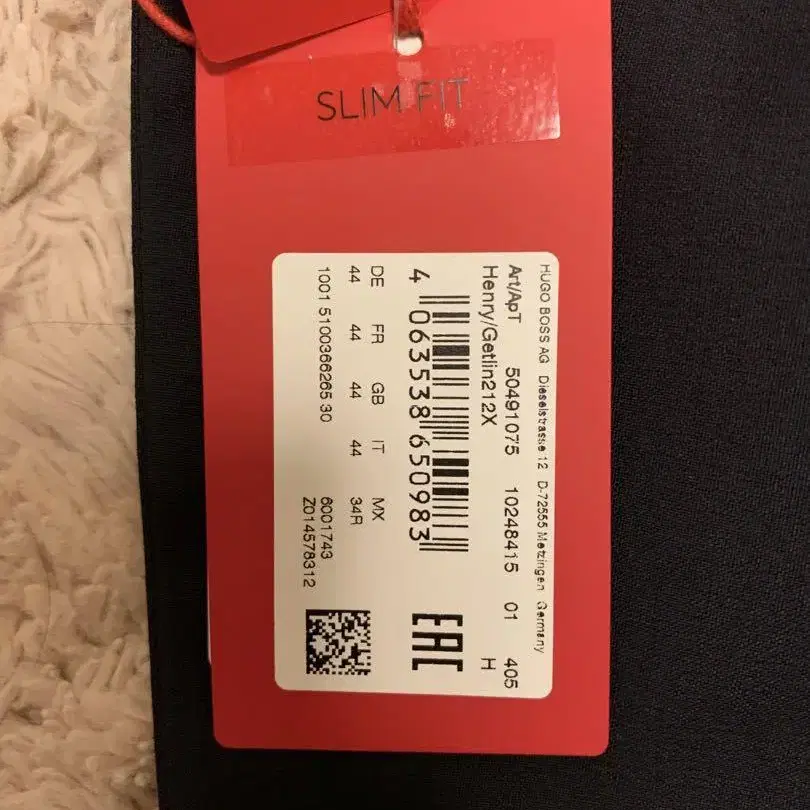 SLIM FIT
HUGO BOSS AG Dieselstrasse 12 D-72555 Metzingen Germany
Art/ApT 50491075 10248415 01 405
Henry/Getlin212X H
4 063538 650983
EAC
DE FR GB IT MX
44 44 44 44 34R
1001 5100366265 30 6001743
Z014578312